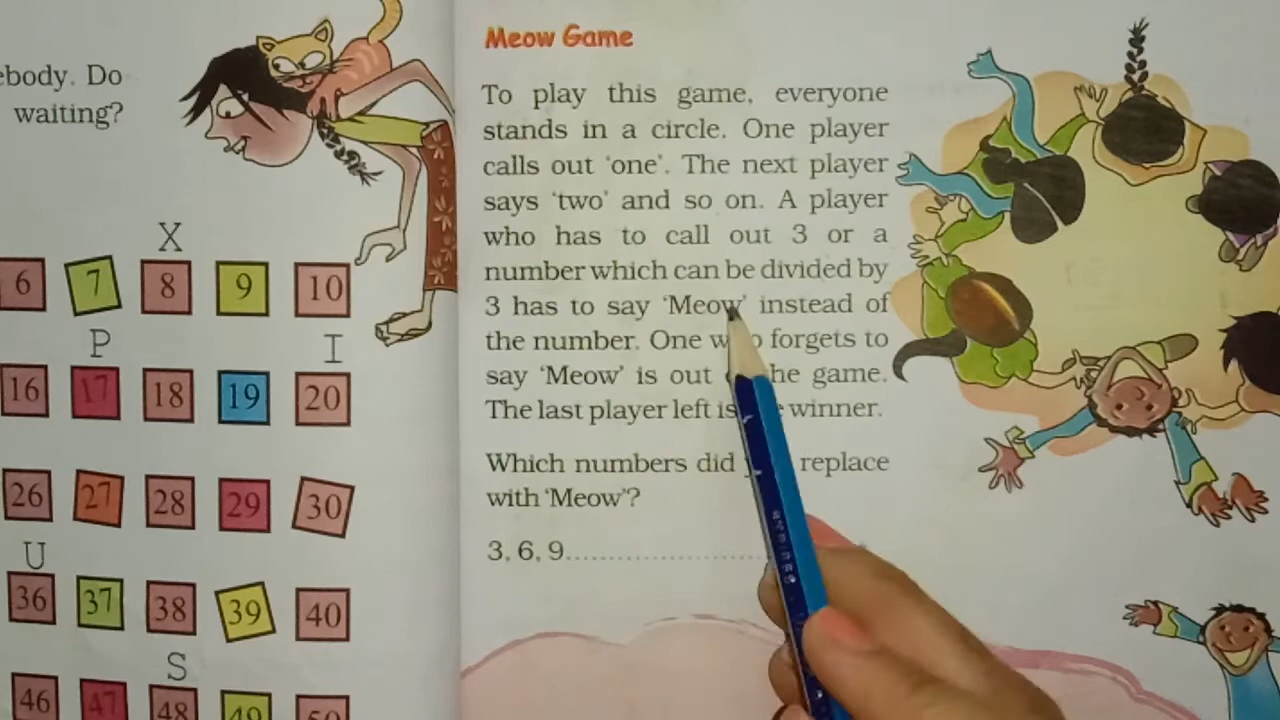 ebody. Do
waiting?
X
6 7 8 9 10
P I
16 17 18 19 20
26 27 28 29 30
U
36 37 38 39 40
S
46 47 48 49 50
Meow Game
To play this game, everyone
stands in a circle. One player
calls out 'one'. The next player
says 'two' and so on. A player
who has to call out 3 or a
number which can be divided by
3 has to say 'Meow' instead of
the number. One who forgets to
say 'Meow' is out the game.
The last player left is winner.
Which numbers did replace
with 'Meow'?
3, 6, 9....................